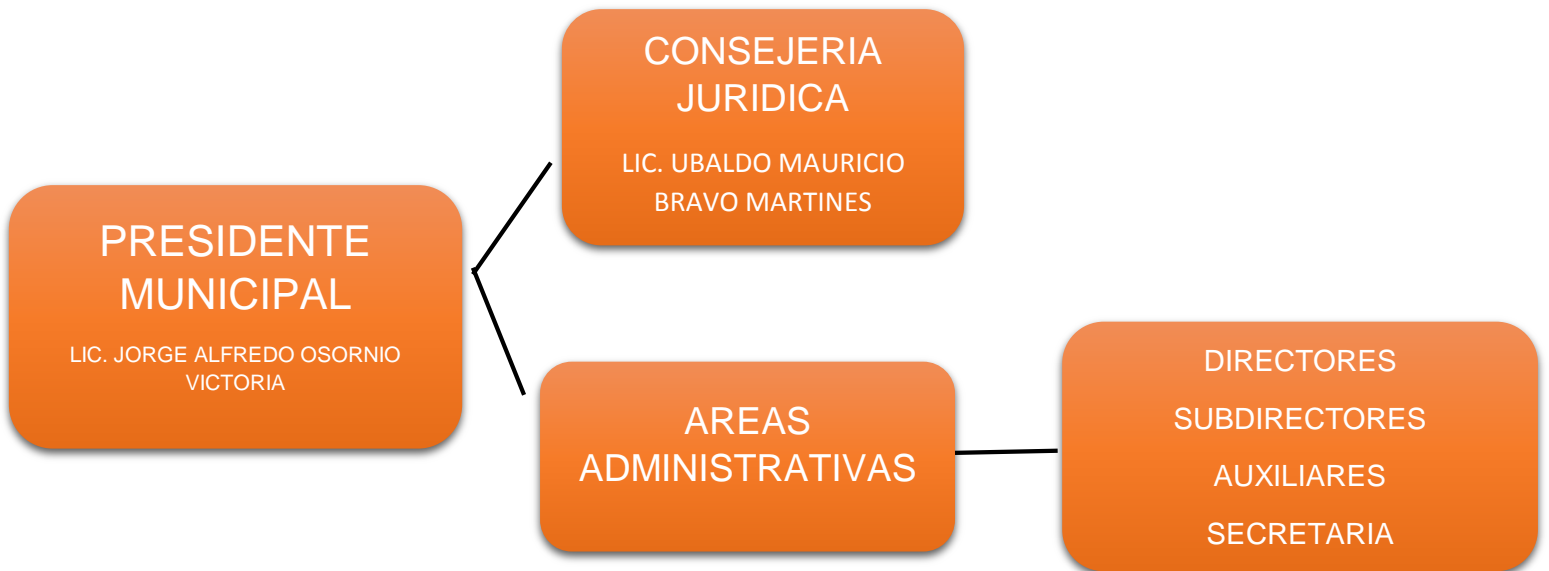 PRESIDENTE
MUNICIPAL
LIC. JORGE ALFREDO OSORNIO
VICTORIA
CONSEJERIA
JURIDICA
LIC. UBALDO MAURICIO
BRAVO MARTINES
AREAS
ADMINISTRATIVAS
DIRECTORES
SUBDIRECTORES
AUXILIARES
SECRETARIA